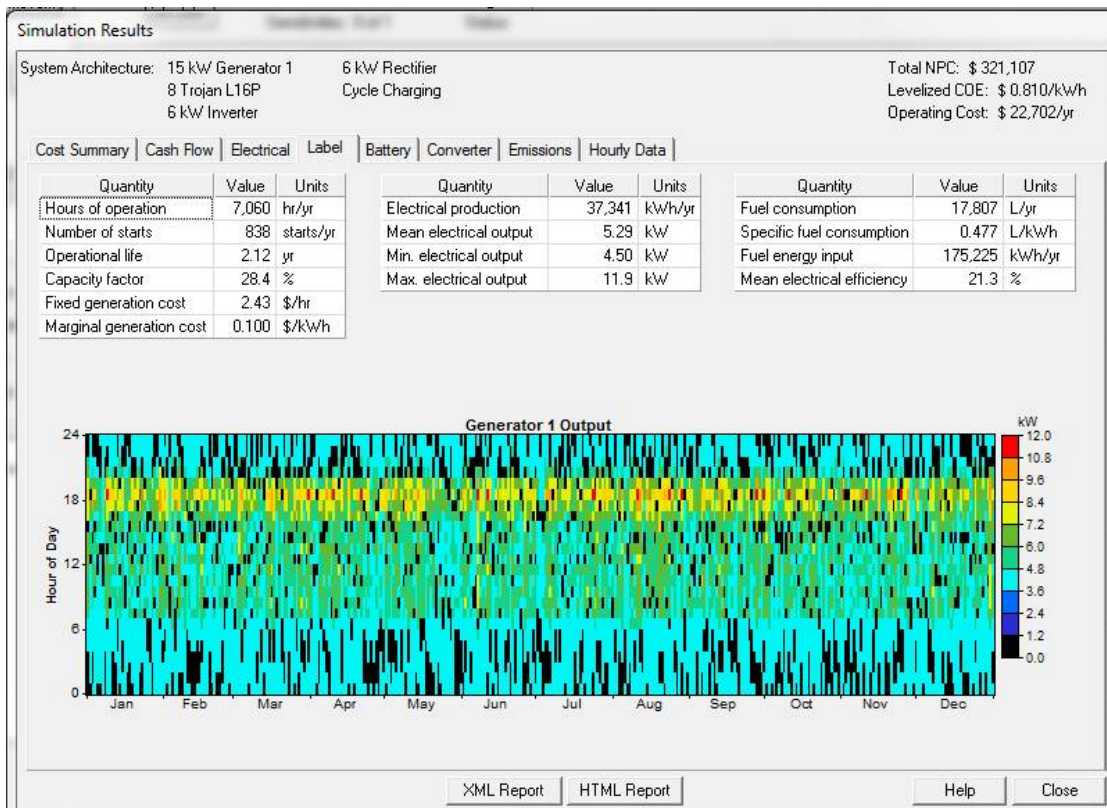 Simulation Results
System Architecture: 15 kW Generator 1 6 kW Rectifier Total NPC: $ 321,107
8 Trojan L16P Cycle Charging Levelized COE: $ 0.810/kWh
6 kW Inverter Operating Cost: $ 22,702/yr
Cost Summary Cash Flow Electrical Label Battery Converter Emissions Hourly Data
Quantity Value Units
Hours of operation 7,060 hr/yr
Number of starts 838 starts/yr
Operational life 2.12 yr
Capacity factor 28.4 %
Fixed generation cost 2.43 $/hr
Marginal generation cost 0.100 $/kWh
Quantity Value Units
Electrical production 37,341 kWh/yr
Mean electrical output 5.29 kW
Min. electrical output 4.50 kW
Max. electrical output 11.9 kW
Quantity Value Units
Fuel consumption 17,807 L/yr
Specific fuel consumption 0.477 L/kWh
Fuel energy input 175,225 kWh/yr
Mean electrical efficiency 21.3 %
Generator 1 Output
Hour of Day
24
18
12
6
0
Jan Feb Mar Apr May Jun Jul Aug Sep Oct Nov Dec
kW
12.0
10.8
9.6
8.4
7.2
6.0
4.8
3.6
2.4
1.2
0.0
XML Report HTML Report Help Close